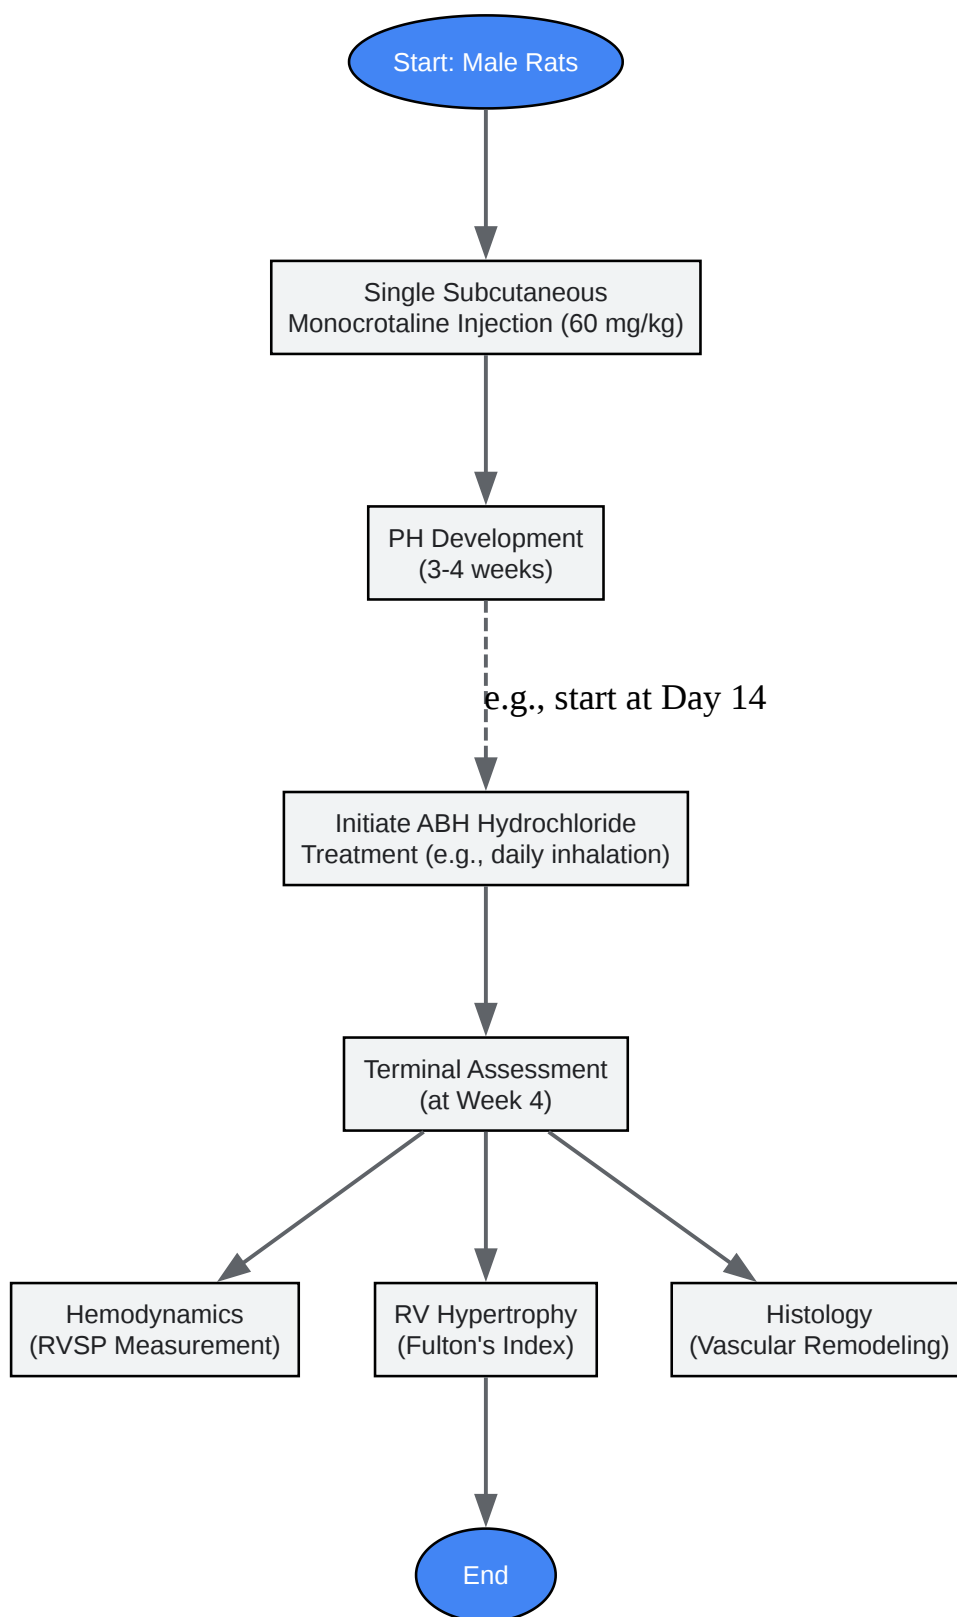 Start: Male Rats
Single Subcutaneous
Monocrotaline Injection (60 mg/kg)
PH Development
(3-4 weeks)
e.g., start at Day 14
Initiate ABH Hydrochloride
Treatment (e.g., daily inhalation)
Terminal Assessment
(at Week 4)
Hemodynamics
(RVSP Measurement)
RV Hypertrophy
(Fulton's Index)
Histology
(Vascular Remodeling)
End